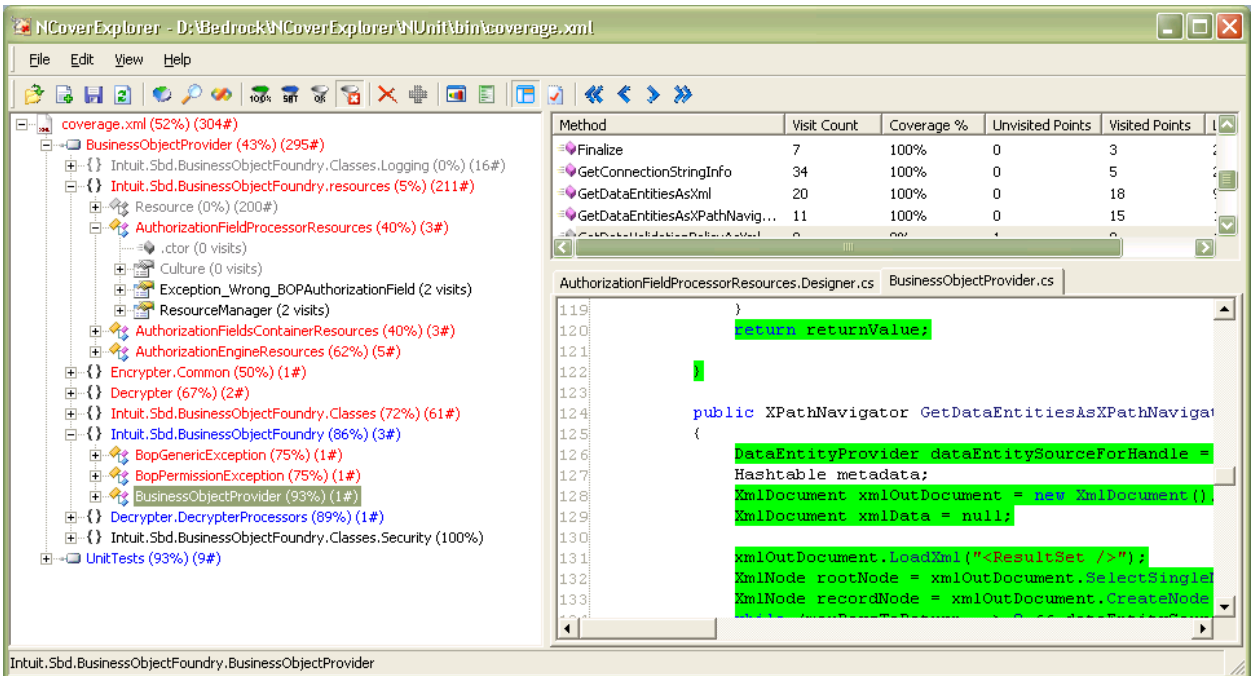 NCoverExplorer - D:\Bedrock\NCoverExplorer\NUnit\bin\coverage.xml
File Edit View Help
100% SRT OK
coverage.xml (52%) (304#)
BusinessObjectProvider (43%) (295#)
{} Intuit.Sbd.BusinessObjectFoundry.Classes.Logging (0%) (16#)
{} Intuit.Sbd.BusinessObjectFoundry.resources (5%) (211#)
Resource (0%) (200#)
AuthorizationFieldProcessorResources (40%) (3#)
.ctor (0 visits)
Culture (0 visits)
Exception_Wrong_BOPAuthorizationField (2 visits)
ResourceManager (2 visits)
AuthorizationFieldsContainerResources (40%) (3#)
AuthorizationEngineResources (62%) (5#)
{} Encrypter.Common (50%) (1#)
{} Decrypter (67%) (2#)
{} Intuit.Sbd.BusinessObjectFoundry.Classes (72%) (61#)
{} Intuit.Sbd.BusinessObjectFoundry (86%) (3#)
BopGenericException (75%) (1#)
BopPermissionException (75%) (1#)
BusinessObjectProvider (93%) (1#)
{} Decrypter.DecrypterProcessors (89%) (1#)
{} Intuit.Sbd.BusinessObjectFoundry.Classes.Security (100%)
UnitTests (93%) (9#)
Method Visit Count Coverage % Unvisited Points Visited Points
Finalize 7 100% 0 3
GetConnectionStringInfo 34 100% 0 5
GetDataEntitiesAsXml 20 100% 0 18
GetDataEntitiesAsXPathNavig... 11 100% 0 15
GetDataValidationPolicyAsXml 0 0% 1 0
AuthorizationFieldProcessorResources.Designer.cs BusinessObjectProvider.cs
119 }
120 return returnValue;
121
122 }
123
124 public XPathNavigator GetDataEntitiesAsXPathNavigat
125 {
126 DataEntityProvider dataEntitySourceForHandle =
127 Hashtable metadata;
128 XmlDocument xmlOutDocument = new XmlDocument()
129 XmlDocument xmlData = null;
130
131 xmlOutDocument.LoadXml("<ResultSet />");
132 XmlNode rootNode = xmlOutDocument.SelectSingleN
133 XmlNode recordNode = xmlOutDocument.CreateNode
Intuit.Sbd.BusinessObjectFoundry.BusinessObjectProvider